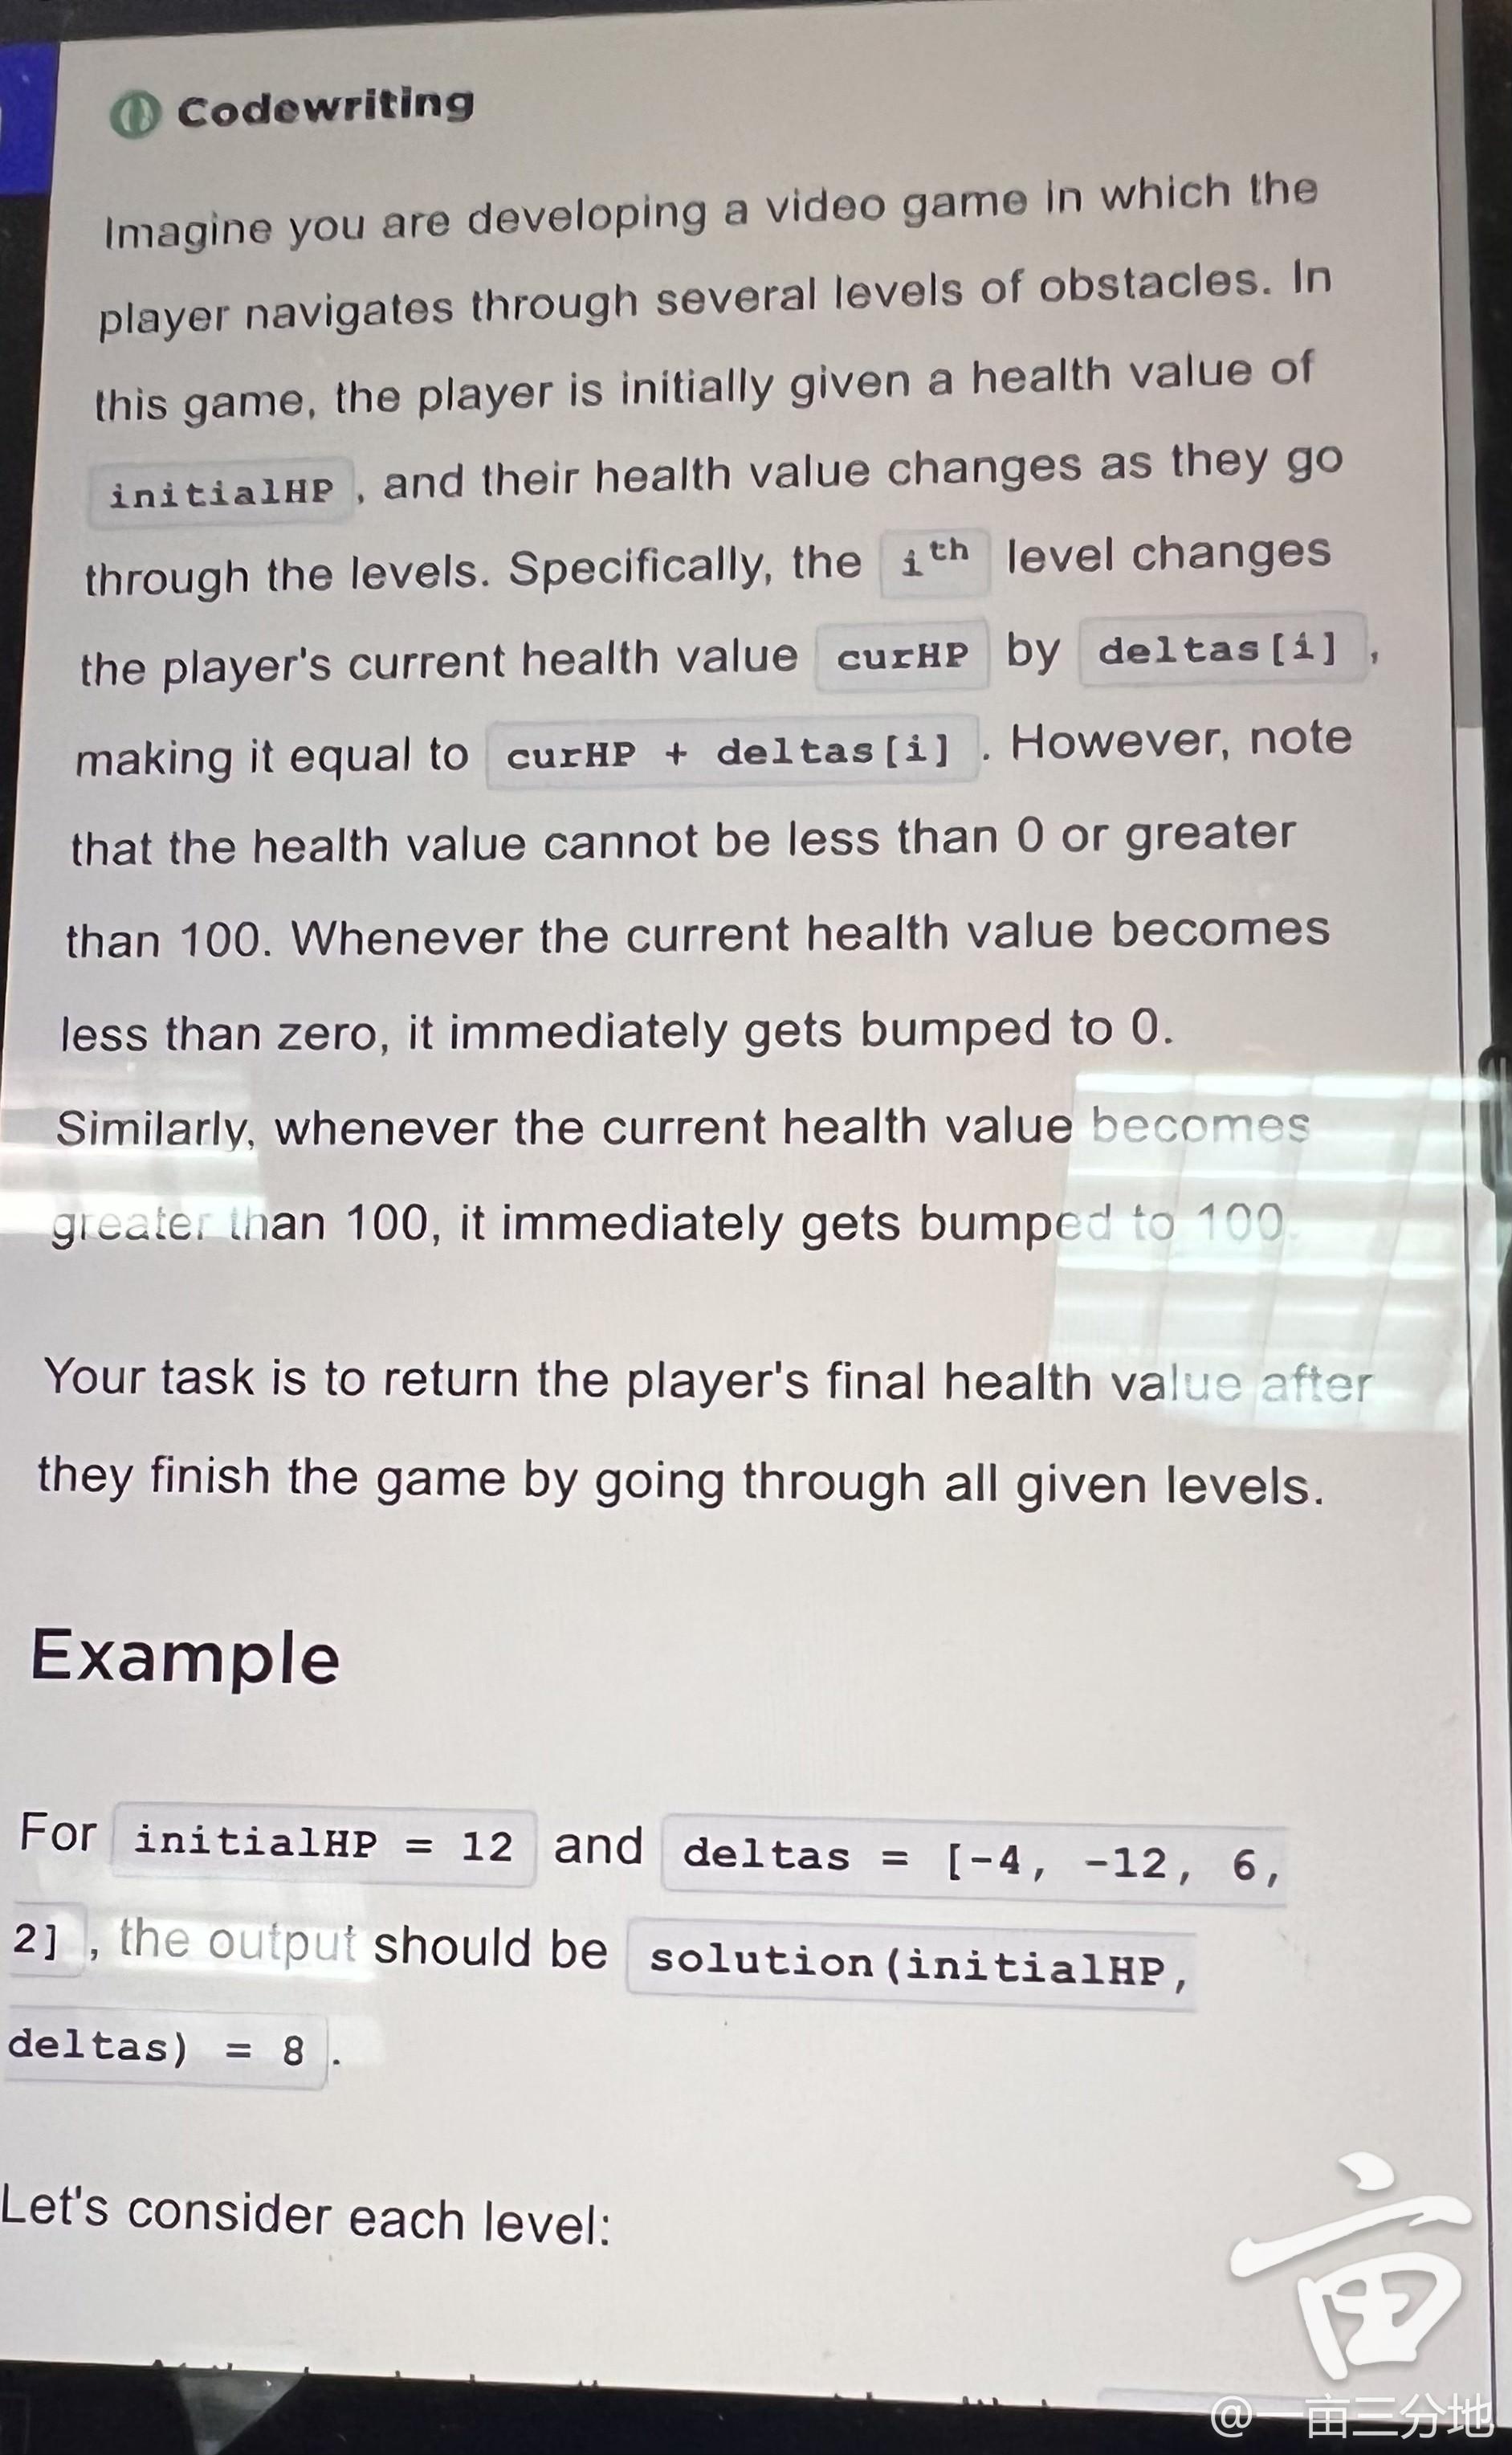 Codewriting
Imagine you are developing a video game in which the
player navigates through several levels of obstacles. In
this game, the player is initially given a health value of
initialHP , and their health value changes as they go
through the levels. Specifically, the i th level changes
the player's current health value curHP by deltas[i] ,
making it equal to curHP + deltas[i] . However, note
that the health value cannot be less than 0 or greater
than 100. Whenever the current health value becomes
less than zero, it immediately gets bumped to 0.
Similarly, whenever the current health value becomes
greater than 100, it immediately gets bumped to 100.
Your task is to return the player's final health value after
they finish the game by going through all given levels.
Example
For initialHP = 12 and deltas = [-4, -12, 6,
2] , the output should be solution(initialHP,
deltas) = 8 .
Let's consider each level:
亩
@一亩三分地